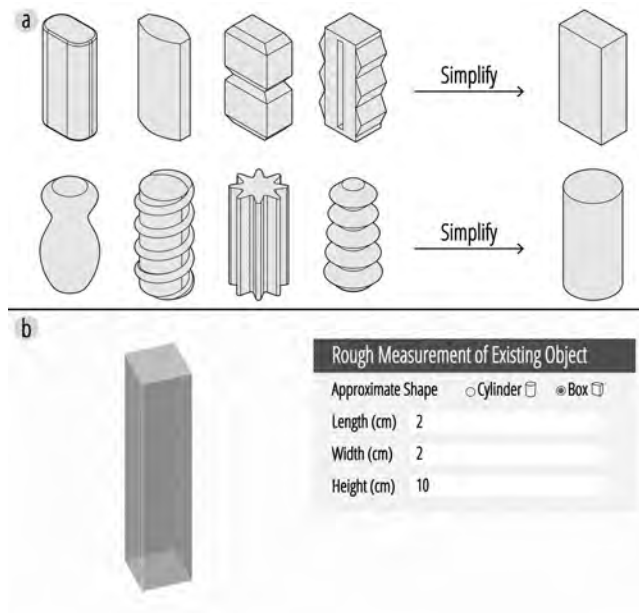 a
Simplify
Simplify
b
Rough Measurement of Existing Object
Approximate Shape Cylinder Box
Length (cm) 2
Width (cm) 2
Height (cm) 10